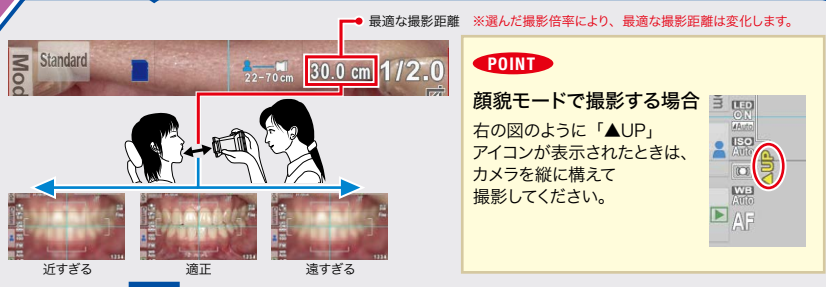 最適な撮影距離 ※選んだ撮影倍率により、最適な撮影距離は変化します。
Standard
Mod
22-70cm
30.0 cm
1/2.0
近すぎる
適正
遠すぎる
POINT
顔貌モードで撮影する場合
右の図のように「▲UP」
アイコンが表示されたときは、
カメラを縦に構えて
撮影してください。
LED
ON
Auto
ISO
Auto
▲UP
WB
Auto
AF